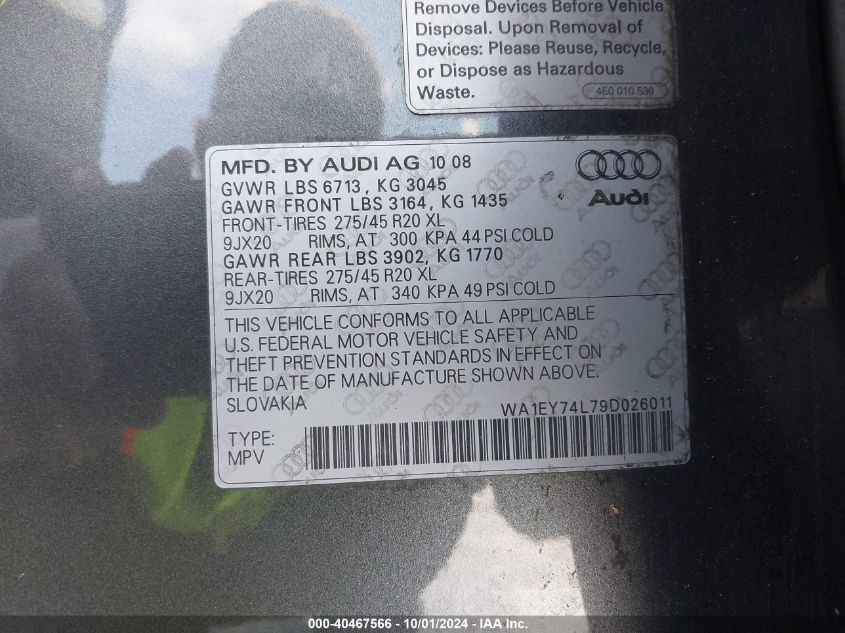 Remove Devices Before Vehicle
Disposal. Upon Removal of
Devices: Please Reuse, Recycle,
or Dispose as Hazardous
Waste.
4E0 010 530
MFD. BY AUDI AG 10 08
GVWR LBS 6713, KG 3045
GAWR FRONT LBS 3164, KG 1435
FRONT-TIRES 275/45 R20 XL
9JX20 RIMS, AT 300 KPA 44 PSI COLD
GAWR REAR LBS 3902, KG 1770
REAR-TIRES 275/45 R20 XL
9JX20 RIMS, AT 340 KPA 49 PSI COLD
Audi
THIS VEHICLE CONFORMS TO ALL APPLICABLE
U.S. FEDERAL MOTOR VEHICLE SAFETY AND
THEFT PREVENTION STANDARDS IN EFFECT ON
THE DATE OF MANUFACTURE SHOWN ABOVE.
SLOVAKIA
WA1EY74L79D026011
TYPE:
MPV
000-40467566 - 10/01/2024 - IAA Inc.